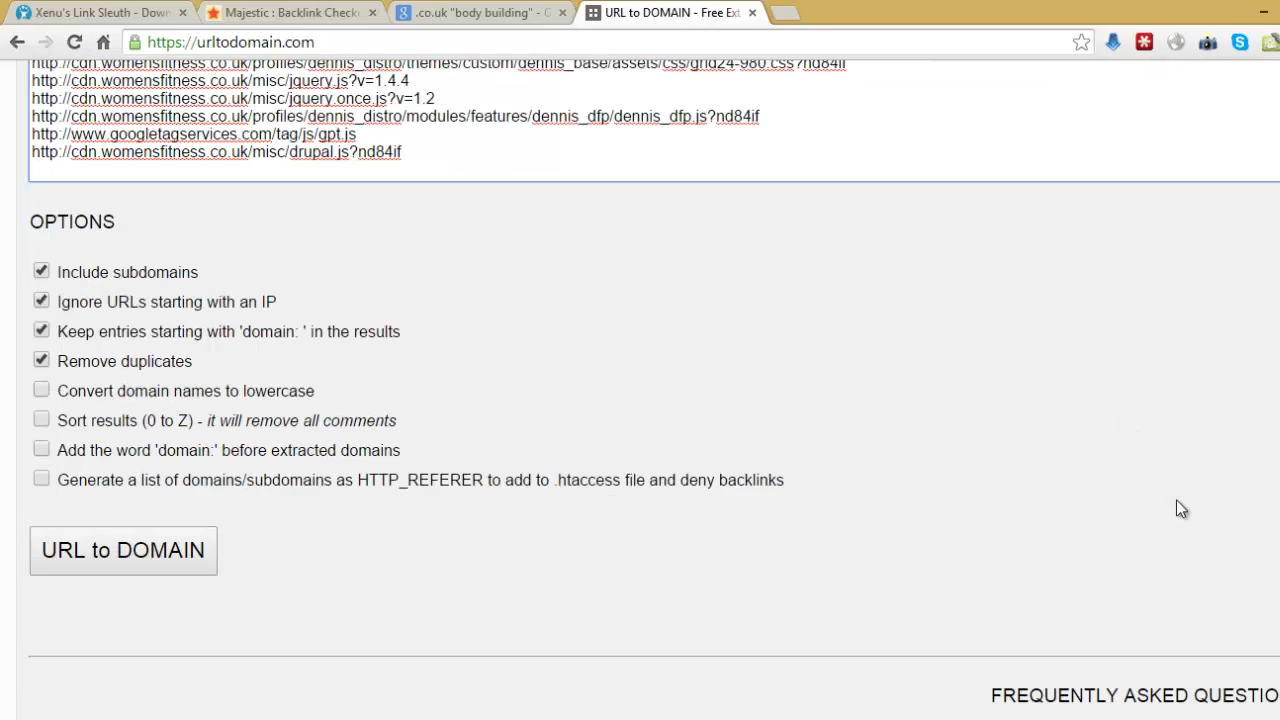 Xenu's Link Sleuth - Down
Majestic : Backlink Check
.co.uk "body building" - G
URL to DOMAIN - Free Ext
https://urltodomain.com
http://cdn.womensfitness.co.uk/profiles/dennis_distro/themes/custom/dennis_base/assets/css/grid24-980.css?nd84if
http://cdn.womensfitness.co.uk/misc/jquery.js?v=1.4.4
http://cdn.womensfitness.co.uk/misc/jquery.once.js?v=1.2
http://cdn.womensfitness.co.uk/profiles/dennis_distro/modules/features/dennis_dfp/dennis_dfp.js?nd84if
http://www.googletagservices.com/tag/js/gpt.js
http://cdn.womensfitness.co.uk/misc/drupal.js?nd84if
OPTIONS
Include subdomains
Ignore URLs starting with an IP
Keep entries starting with 'domain: ' in the results
Remove duplicates
Convert domain names to lowercase
Sort results (0 to Z) - it will remove all comments
Add the word 'domain:' before extracted domains
Generate a list of domains/subdomains as HTTP_REFERER to add to .htaccess file and deny backlinks
URL to DOMAIN
FREQUENTLY ASKED QUESTIO